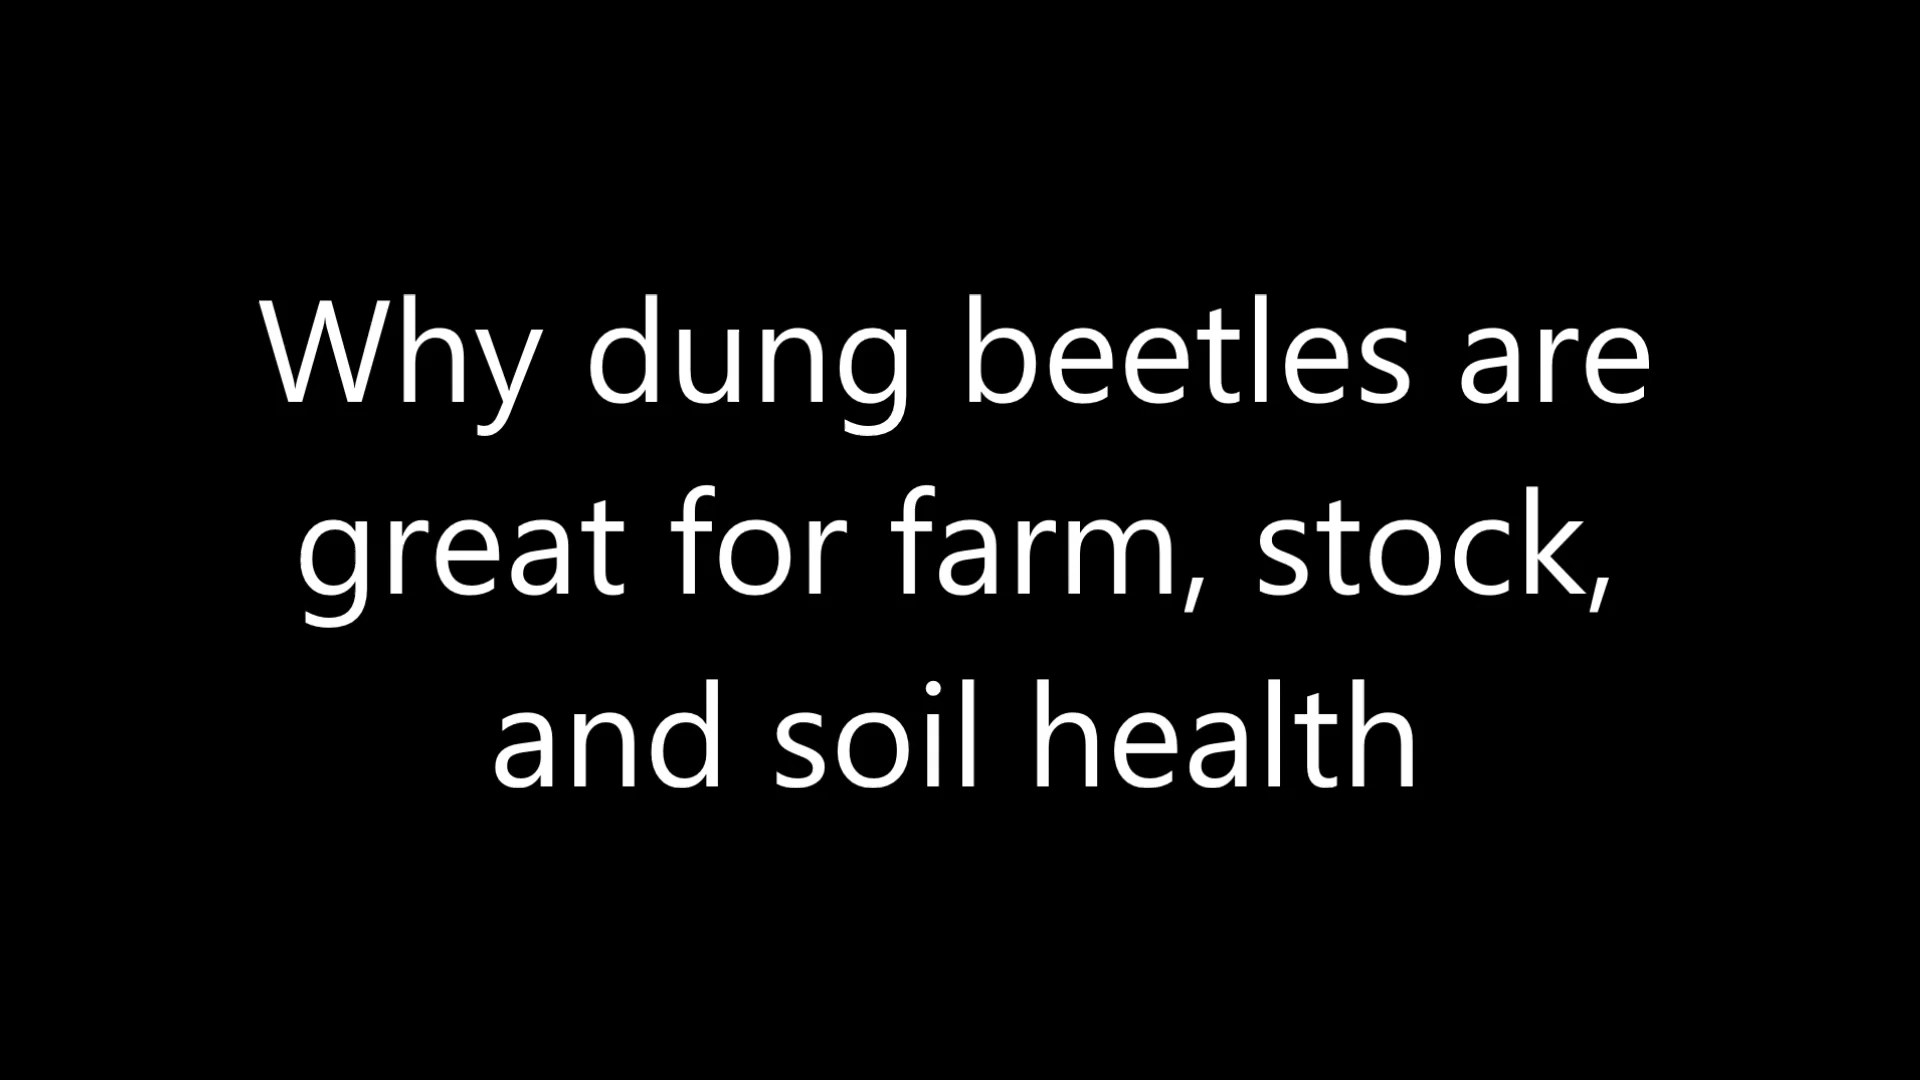 Why dung beetles are
great for farm, stock,
and soil health